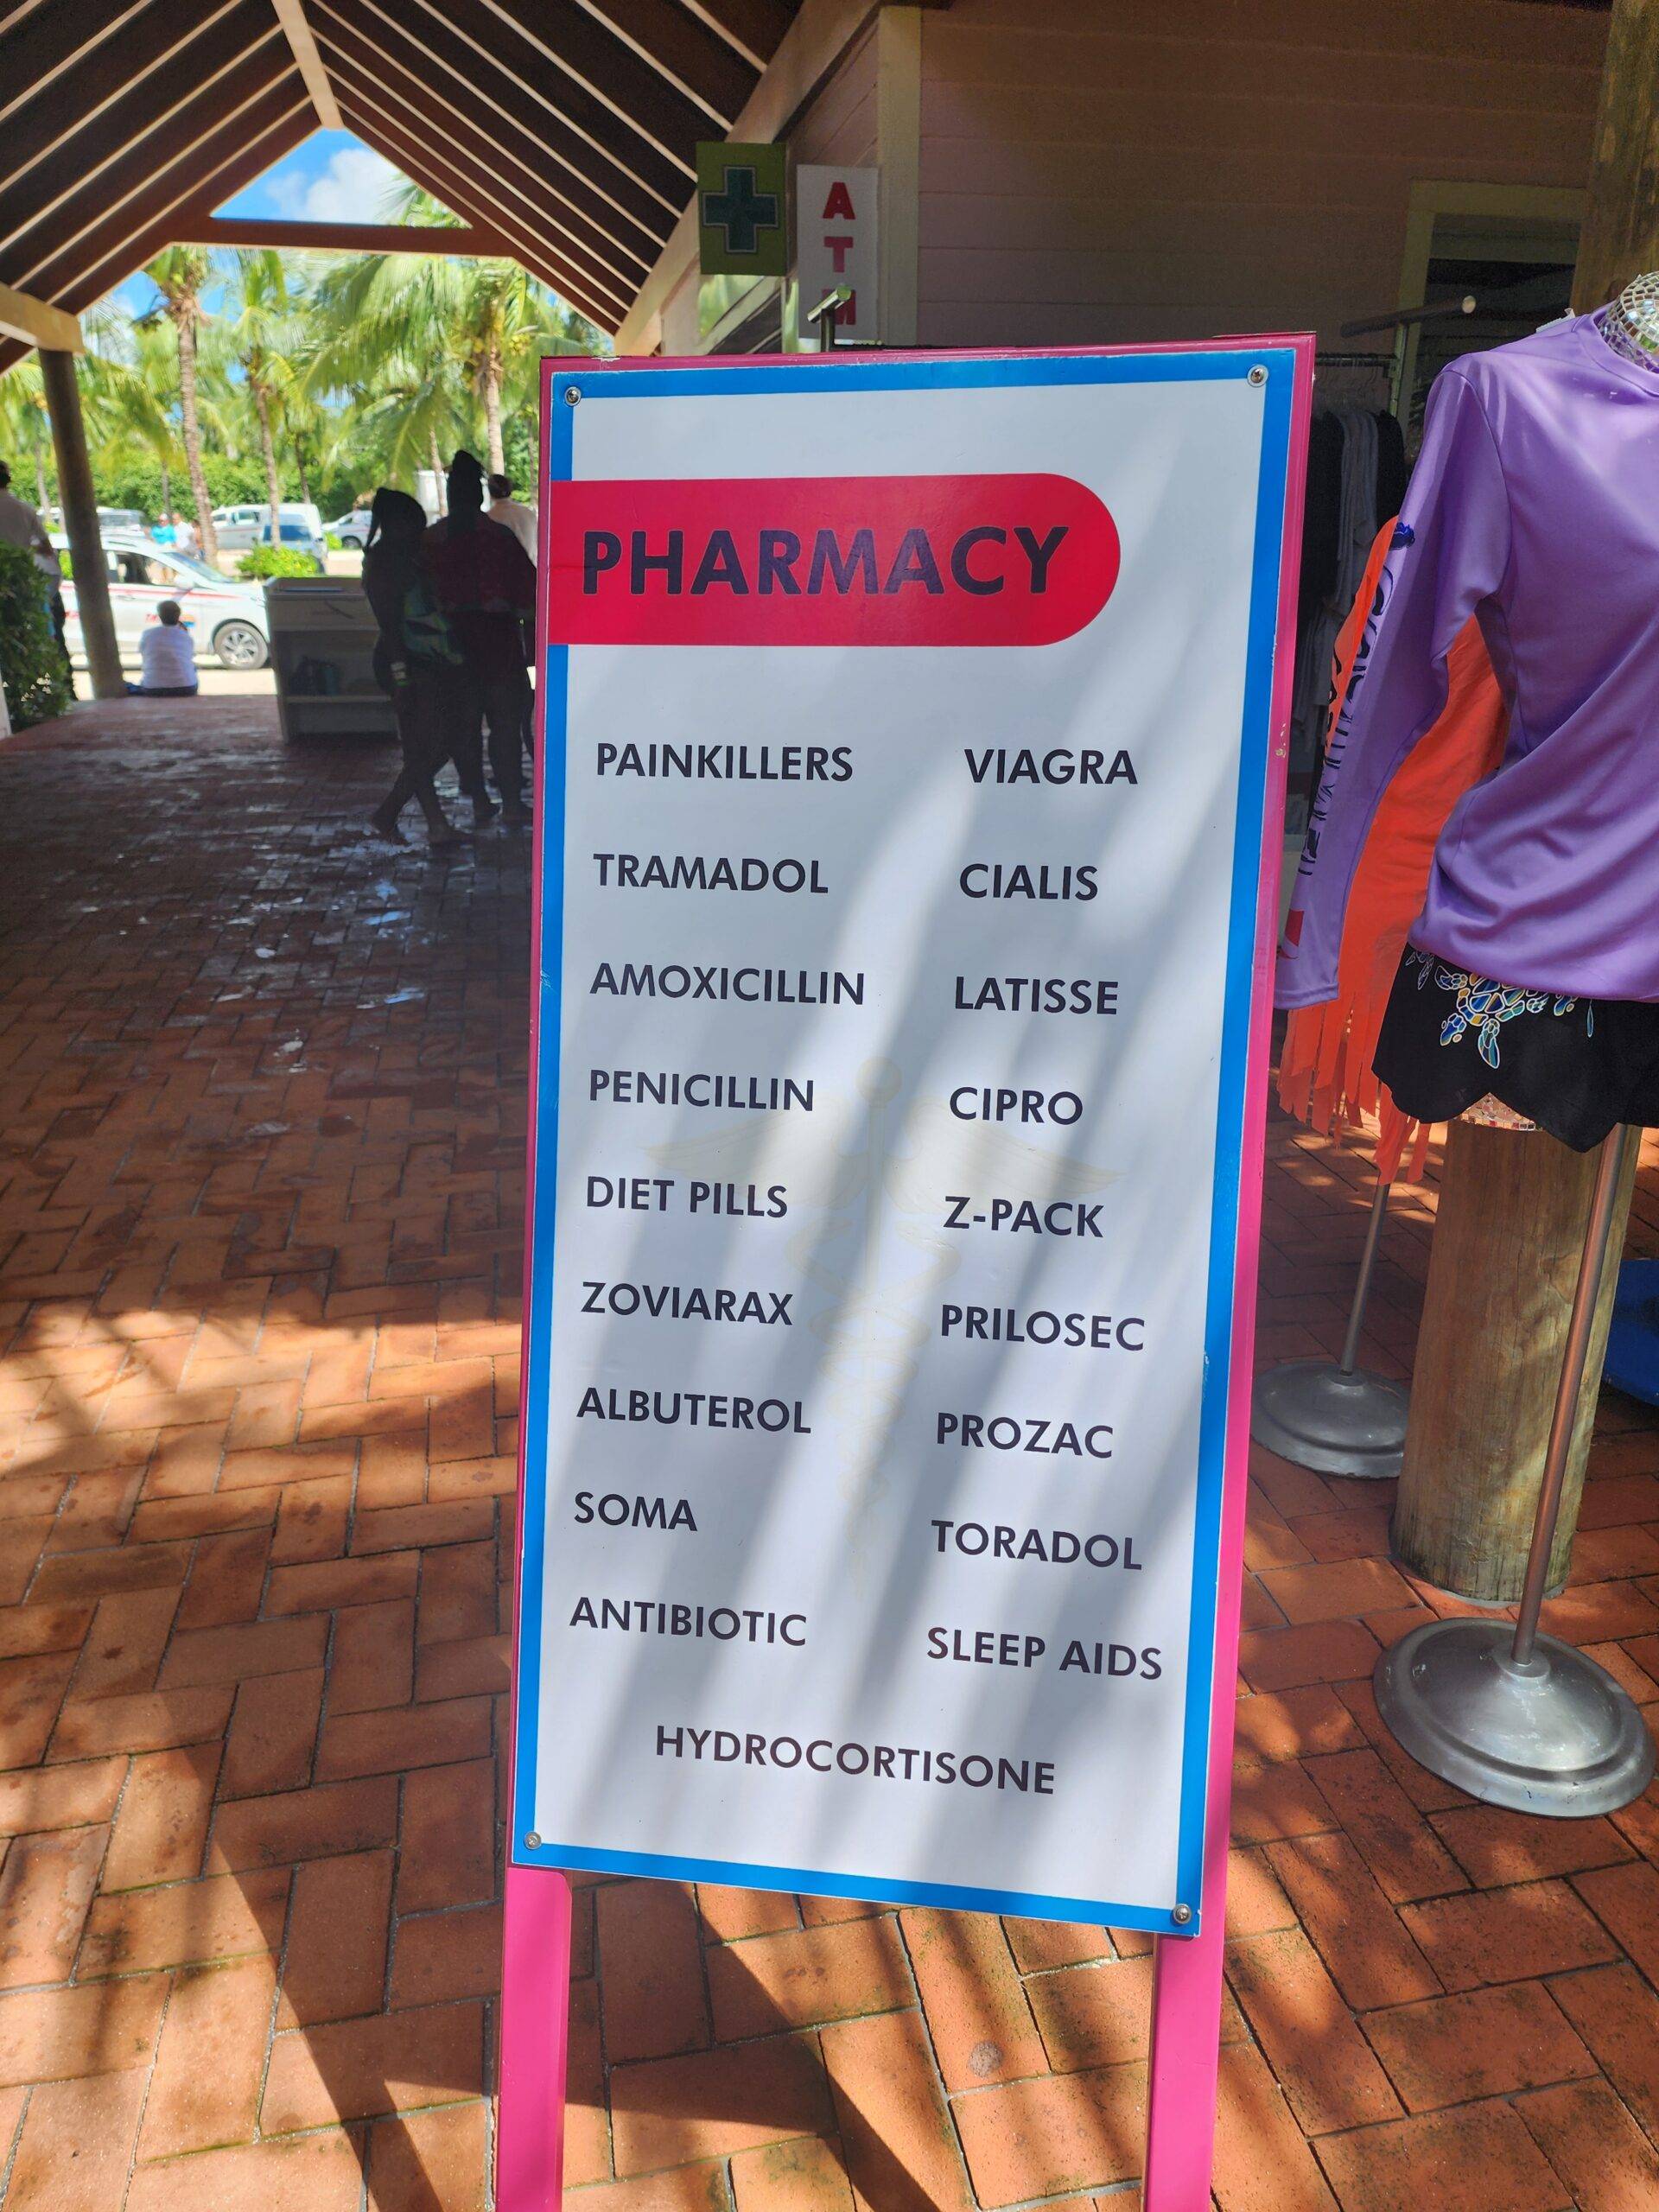 ATM
PHARMACY
PAINKILLERS
TRAMADOL
AMOXICILLIN
PENICILLIN
DIET PILLS
ZOVIARAX
ALBUTEROL
SOMA
ANTIBIOTIC
VIAGRA
CIALIS
LATISSE
CIPRO
Z-PACK
PRILOSEC
PROZAC
TORADOL
SLEEP AIDS
HYDROCORTISONE